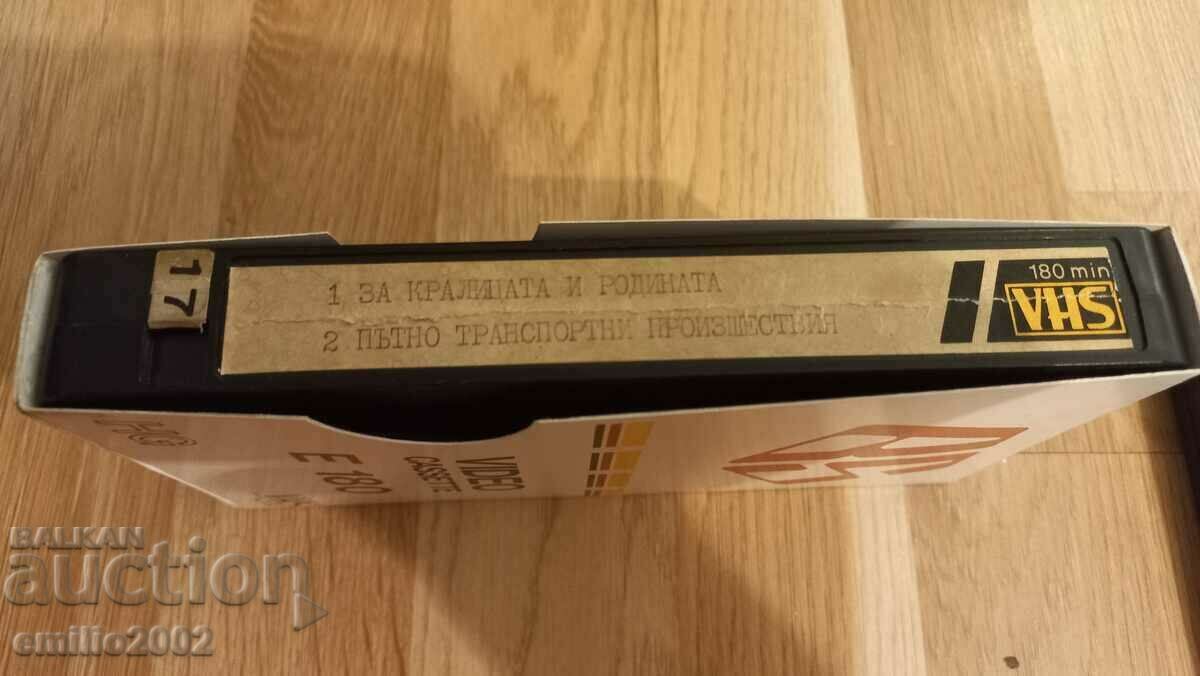 17
1 ЗА КРАЛИЦАТА И РОДИНАТА
2 ПЪТНО ТРАНСПОРТНИ ПРОИЗШЕСТВИЯ
180 min
VHS
VIDEO
CASSETTE
E 180
BALKAN
auction
emilio2002